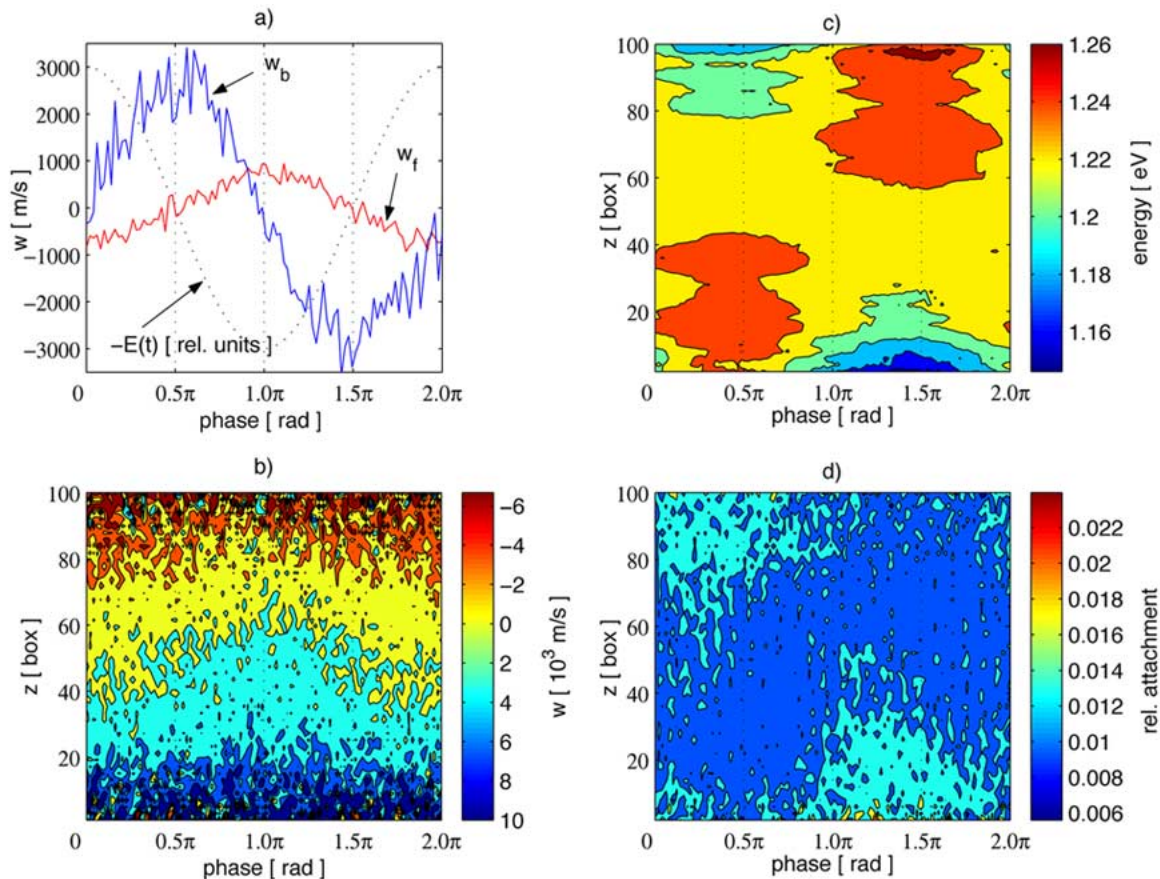 a)
3000
2000
1000
0
−1000
−2000
−3000
w [ m/s ]
w_b
w_f
−E(t) [ rel. units ]
0
0.5π
1.0π
1.5π
2.0π
phase [ rad ]
c)
100
80
60
40
20
z [ box ]
0
0.5π
1.0π
1.5π
2.0π
phase [ rad ]
1.26
1.24
1.22
1.2
1.18
1.16
energy [ eV ]
b)
100
80
60
40
20
z [ box ]
0
0.5π
1.0π
1.5π
2.0π
phase [ rad ]
−6
−4
−2
0
2
4
6
8
10
w [ 10³ m/s ]
d)
100
80
60
40
20
z [ box ]
0
0.5π
1.0π
1.5π
2.0π
phase [ rad ]
0.022
0.02
0.018
0.016
0.014
0.012
0.01
0.008
0.006
rel. attachment